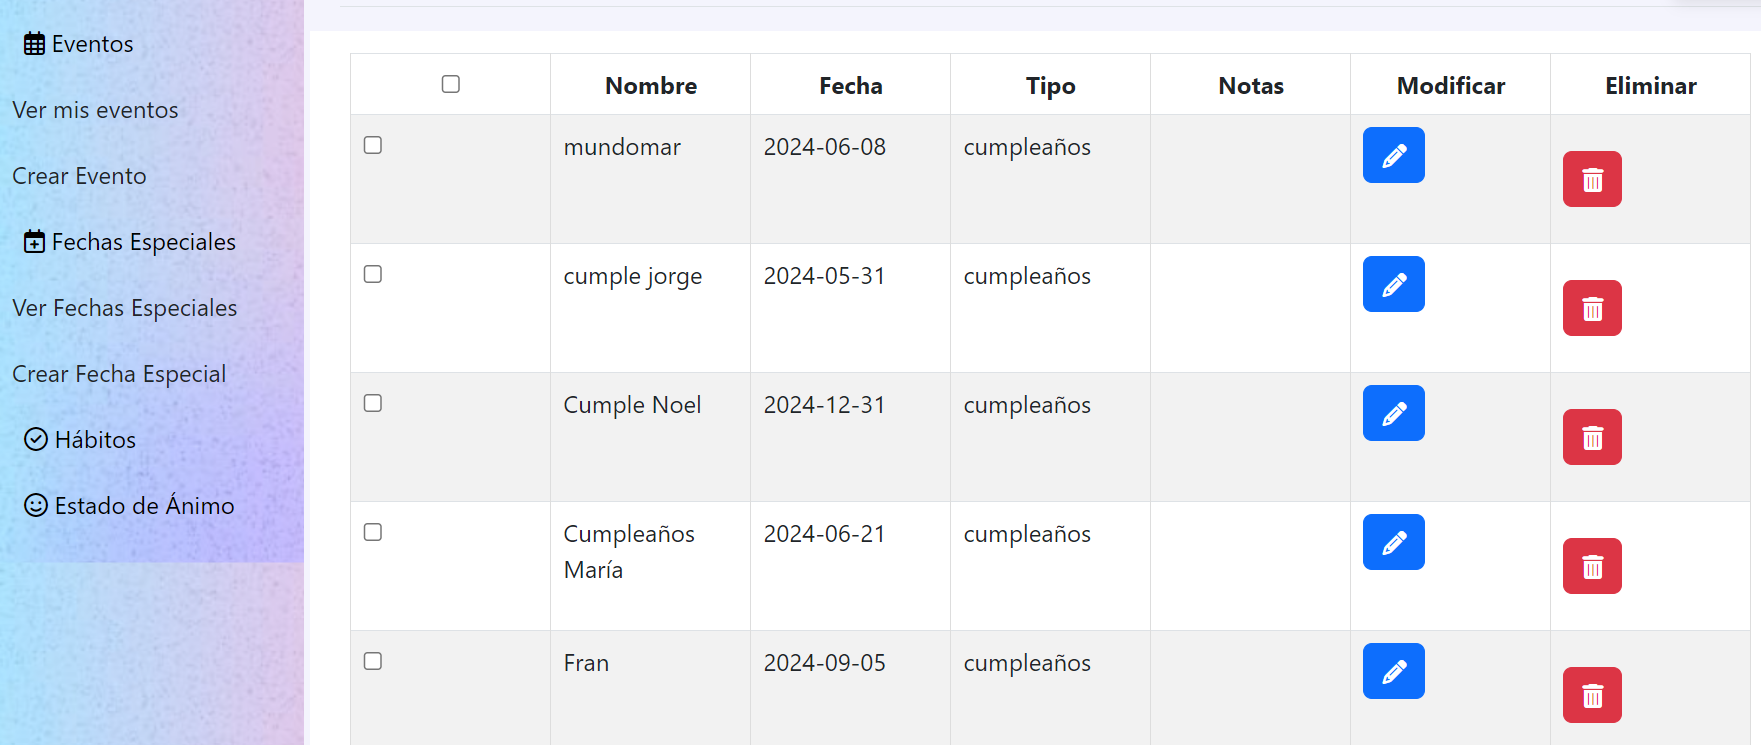 Eventos
Ver mis eventos
Crear Evento
Fechas Especiales
Ver Fechas Especiales
Crear Fecha Especial
Hábitos
Estado de Ánimo
Nombre Fecha Tipo Notas Modificar Eliminar
mundomar 2024-06-08 cumpleaños
cumple jorge 2024-05-31 cumpleaños
Cumple Noel 2024-12-31 cumpleaños
Cumpleaños 2024-06-21 cumpleaños
María
Fran 2024-09-05 cumpleaños